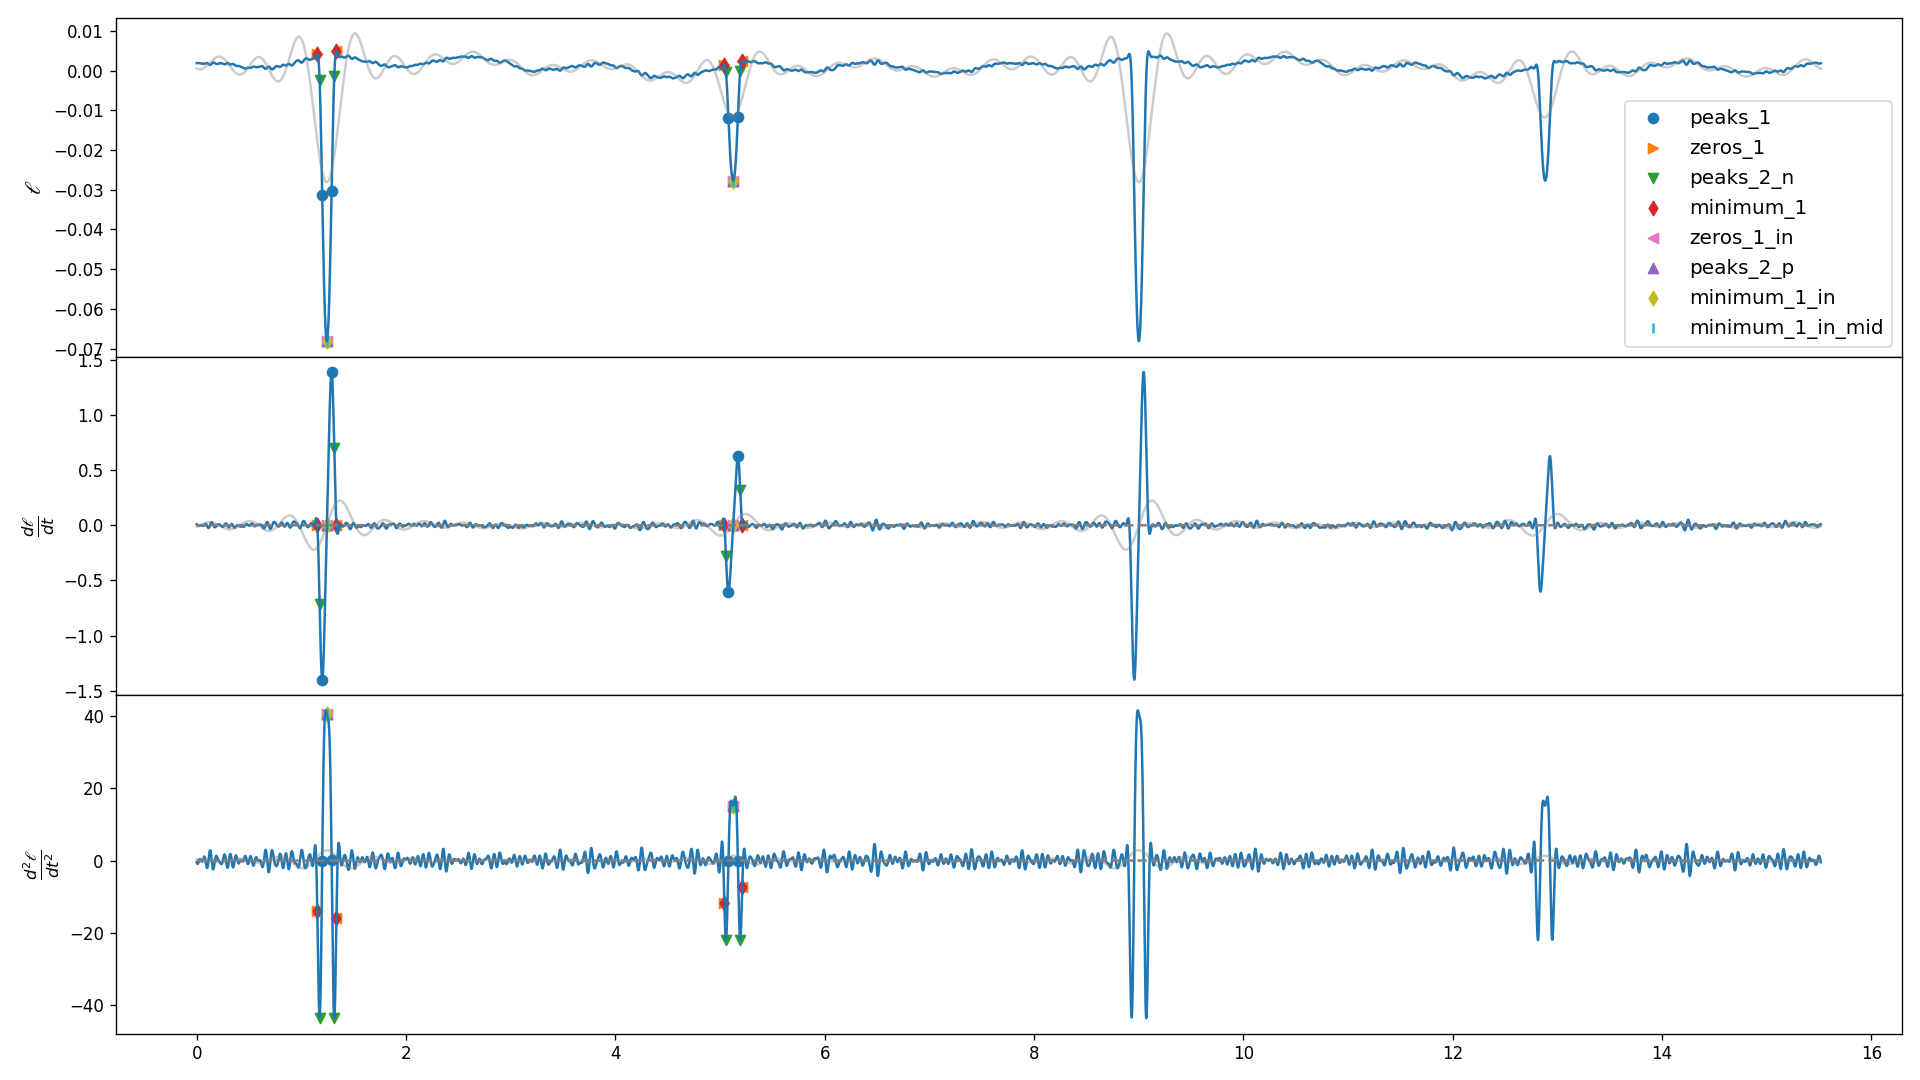 0.01
0.00
−0.01
−0.02
−0.03
−0.04
−0.05
−0.06
−0.07
ℓ
peaks_1
zeros_1
peaks_2_n
minimum_1
zeros_1_in
peaks_2_p
minimum_1_in
minimum_1_in_mid
1.5
1.0
0.5
0.0
−0.5
−1.0
−1.5
dℓ
dt
40
20
0
−20
−40
d²ℓ
dt²
0 2 4 6 8 10 12 14 16